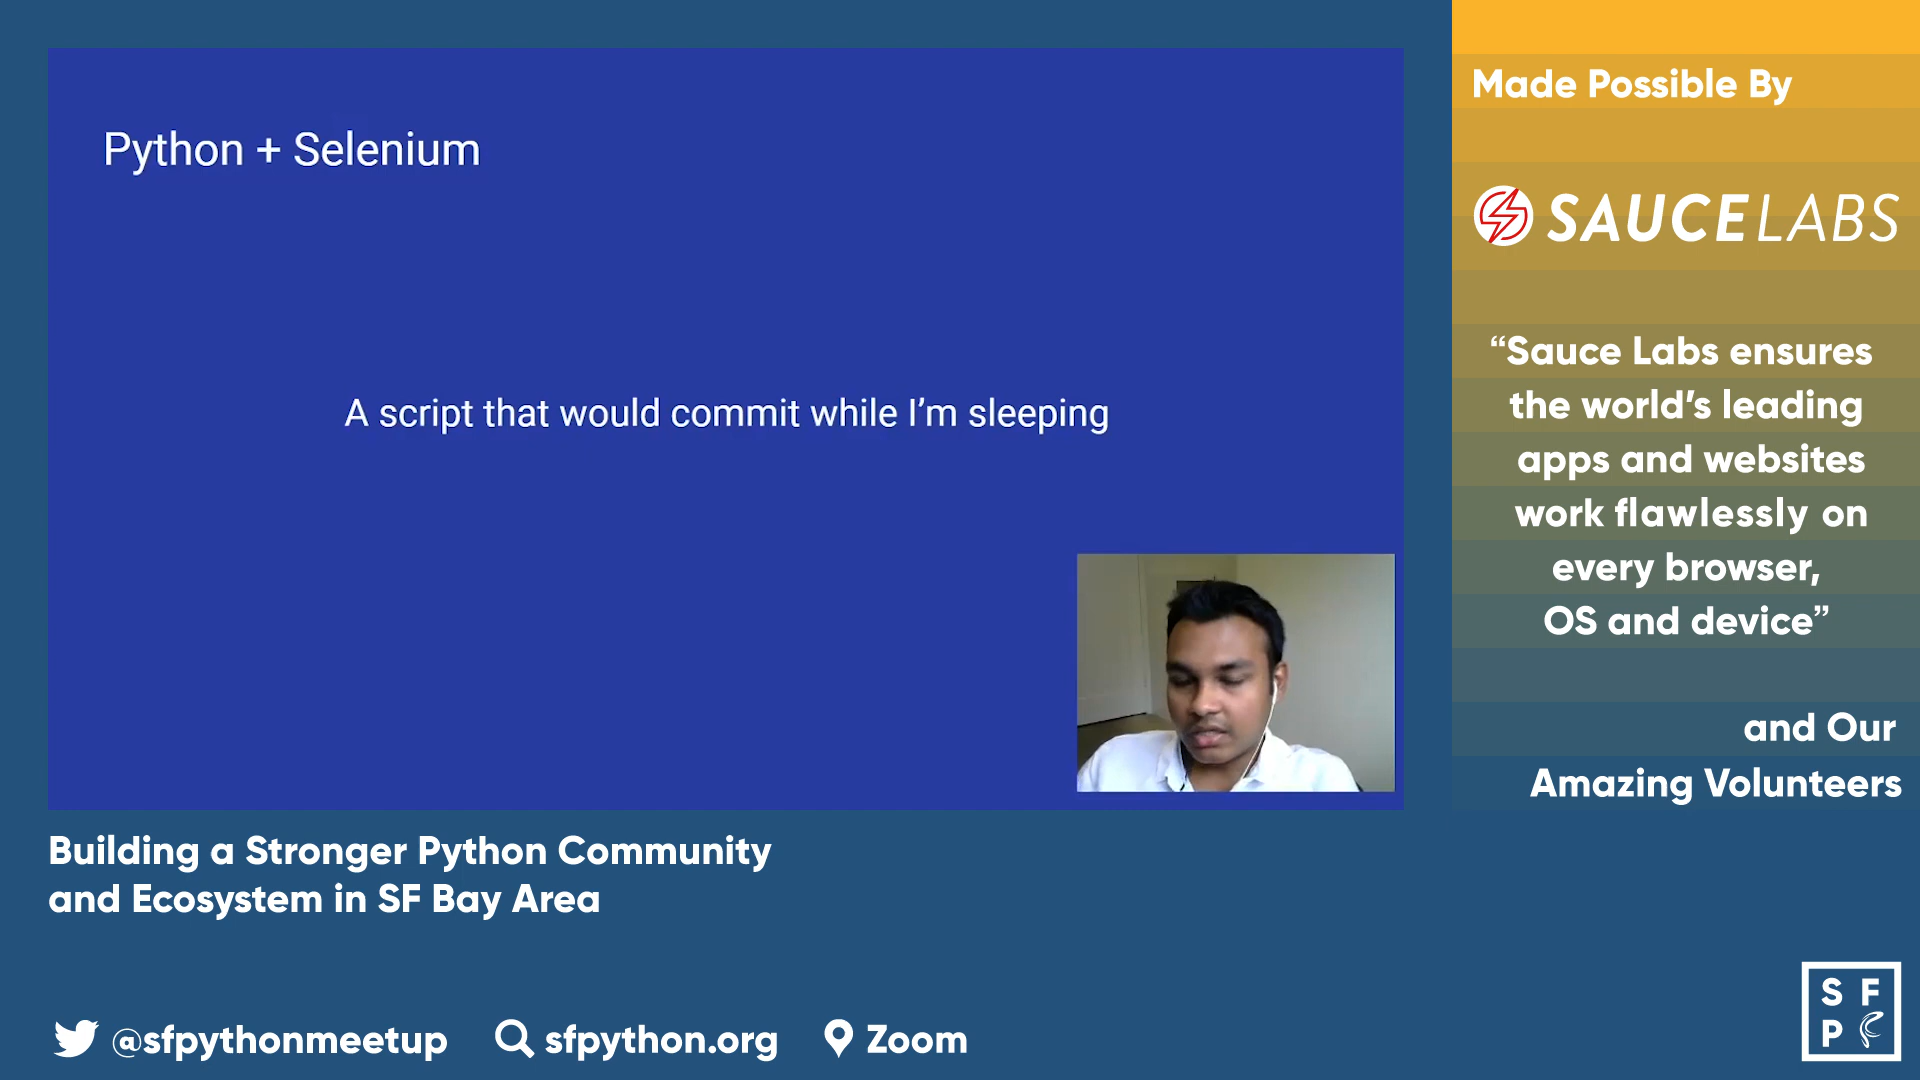 Python + Selenium
A script that would commit while I’m sleeping
Made Possible By
SAUCELABS
“Sauce Labs ensures
the world’s leading
apps and websites
work flawlessly on
every browser,
OS and device”
and Our
Amazing Volunteers
Building a Stronger Python Community
and Ecosystem in SF Bay Area
@sfpythonmeetup
sfpython.org
Zoom
S F
P